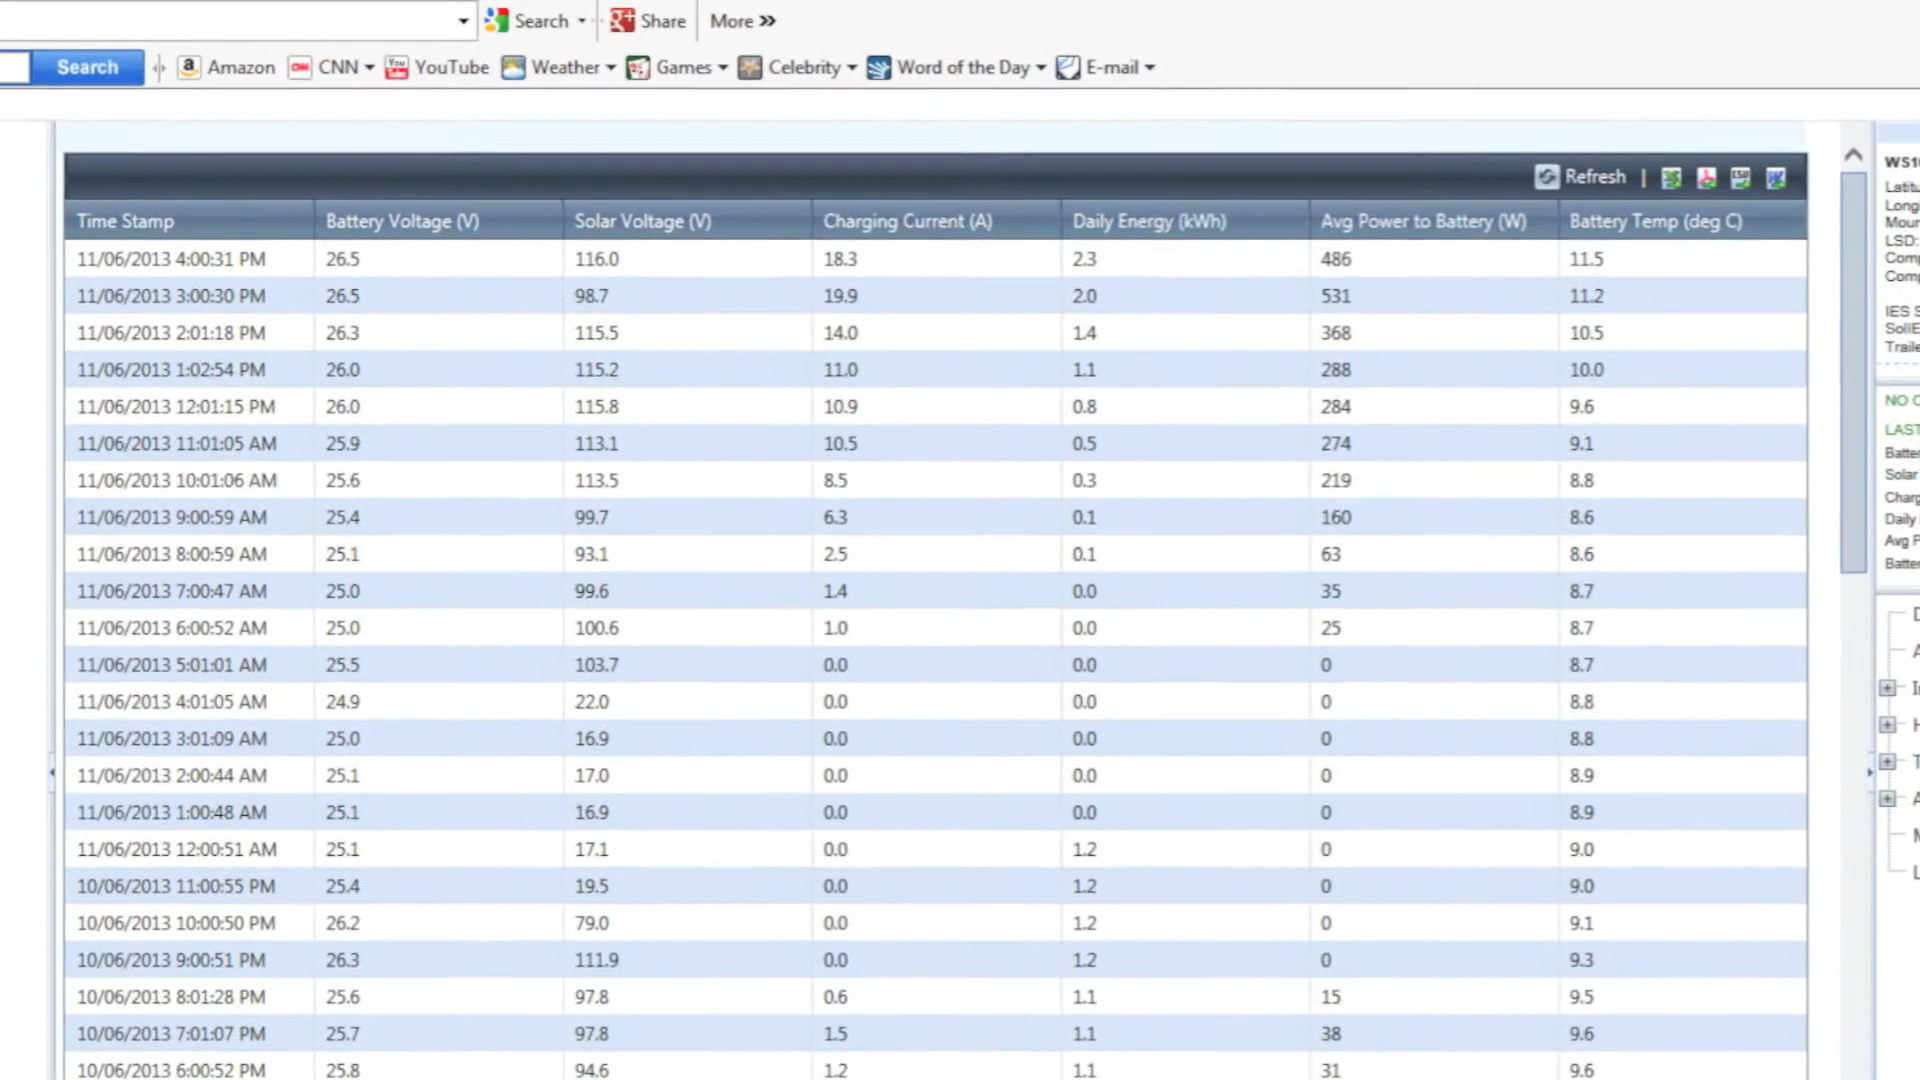 Search Share More »
Search Amazon CNN YouTube Weather Games Celebrity Word of the Day E-mail
Refresh |
Time Stamp Battery Voltage (V) Solar Voltage (V) Charging Current (A) Daily Energy (kWh) Avg Power to Battery (W) Battery Temp (deg C)
11/06/2013 4:00:31 PM 26.5 116.0 18.3 2.3 486 11.5
11/06/2013 3:00:30 PM 26.5 98.7 19.9 2.0 531 11.2
11/06/2013 2:01:18 PM 26.3 115.5 14.0 1.4 368 10.5
11/06/2013 1:02:54 PM 26.0 115.2 11.0 1.1 288 10.0
11/06/2013 12:01:15 PM 26.0 115.8 10.9 0.8 284 9.6
11/06/2013 11:01:05 AM 25.9 113.1 10.5 0.5 274 9.1
11/06/2013 10:01:06 AM 25.6 113.5 8.5 0.3 219 8.8
11/06/2013 9:00:59 AM 25.4 99.7 6.3 0.1 160 8.6
11/06/2013 8:00:59 AM 25.1 93.1 2.5 0.1 63 8.6
11/06/2013 7:00:47 AM 25.0 99.6 1.4 0.0 35 8.7
11/06/2013 6:00:52 AM 25.0 100.6 1.0 0.0 25 8.7
11/06/2013 5:01:01 AM 25.5 103.7 0.0 0.0 0 8.7
11/06/2013 4:01:05 AM 24.9 22.0 0.0 0.0 0 8.8
11/06/2013 3:01:09 AM 25.0 16.9 0.0 0.0 0 8.8
11/06/2013 2:00:44 AM 25.1 17.0 0.0 0.0 0 8.9
11/06/2013 1:00:48 AM 25.1 16.9 0.0 0.0 0 8.9
11/06/2013 12:00:51 AM 25.1 17.1 0.0 1.2 0 9.0
10/06/2013 11:00:55 PM 25.4 19.5 0.0 1.2 0 9.0
10/06/2013 10:00:50 PM 26.2 79.0 0.0 1.2 0 9.1
10/06/2013 9:00:51 PM 26.3 111.9 0.0 1.2 0 9.3
10/06/2013 8:01:28 PM 25.6 97.8 0.6 1.1 15 9.5
10/06/2013 7:01:07 PM 25.7 97.8 1.5 1.1 38 9.6
10/06/2013 6:00:52 PM 25.8 94.6 1.2 1.1 31 9.6
LSD:
IES
NO
LAST
Solar
Daily